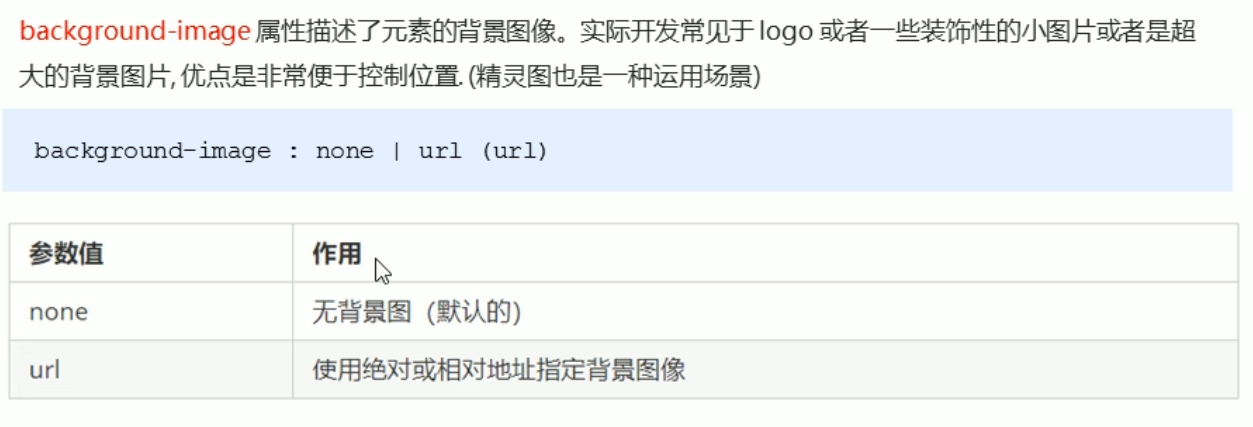 background-image 属性描述了元素的背景图像。实际开发常见于 logo 或者一些装饰性的小图片或者是超
大的背景图片, 优点是非常便于控制位置. (精灵图也是一种运用场景)
background-image : none | url (url)
参数值 作用
none 无背景图（默认的）
url 使用绝对或相对地址指定背景图像